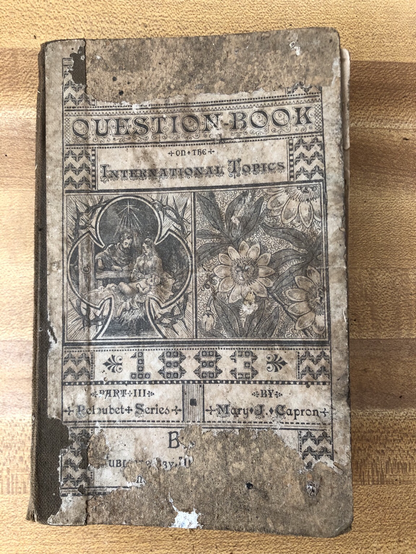 QUESTION-BOOK
ON THE
INTERNATIONAL TOPICS
1883
PART III
BY
Peloubet Series
Mary J. Capron